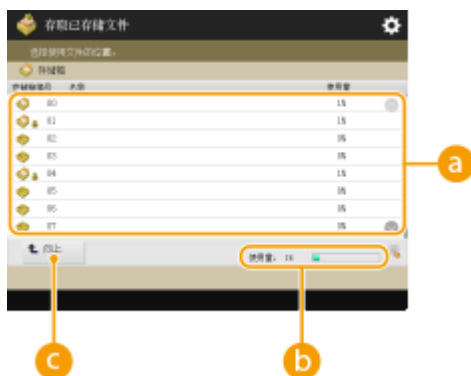 存取已存储文件
选择使用文件的位置。
存储箱
存储箱编号 名称 使用量
00 1%
01 1%
02 0%
03 0%
04 1%
05 0%
06 0%
07 0%
向上 使用量: 1%
a
b
c